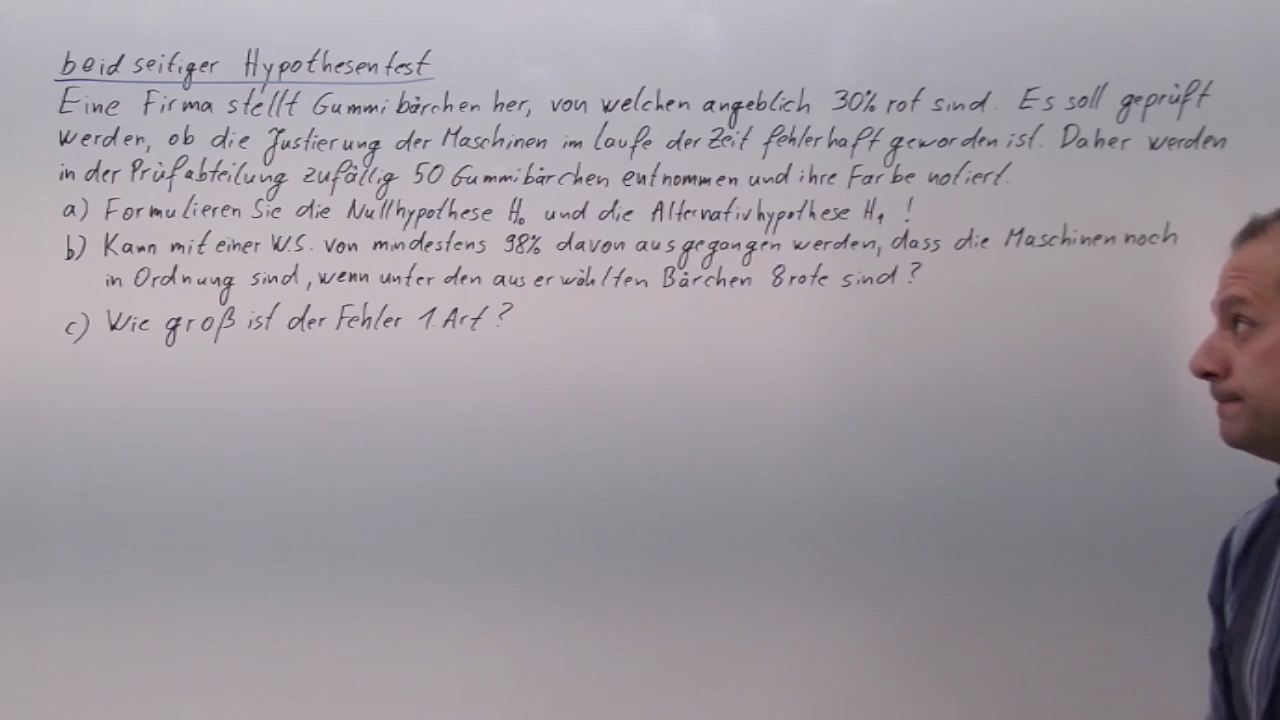 beidseitiger Hypothesentest
Eine Firma stellt Gummibärchen her, von welchen angeblich 30% rot sind. Es soll geprüft
werden, ob die Justierung der Maschinen im Laufe der Zeit fehlerhaft geworden ist. Daher werden
in der Prüfabteilung zufällig 50 Gummibärchen entnommen und ihre Farbe notiert.
a) Formulieren Sie die Nullhypothese H₀ und die Alternativhypothese H₁ !
b) Kann mit einer W.S. von mindestens 98% davon ausgegangen werden, dass die Maschinen noch
in Ordnung sind, wenn unter den auserwählten Bärchen 8 rote sind?
c) Wie groß ist der Fehler 1. Art?